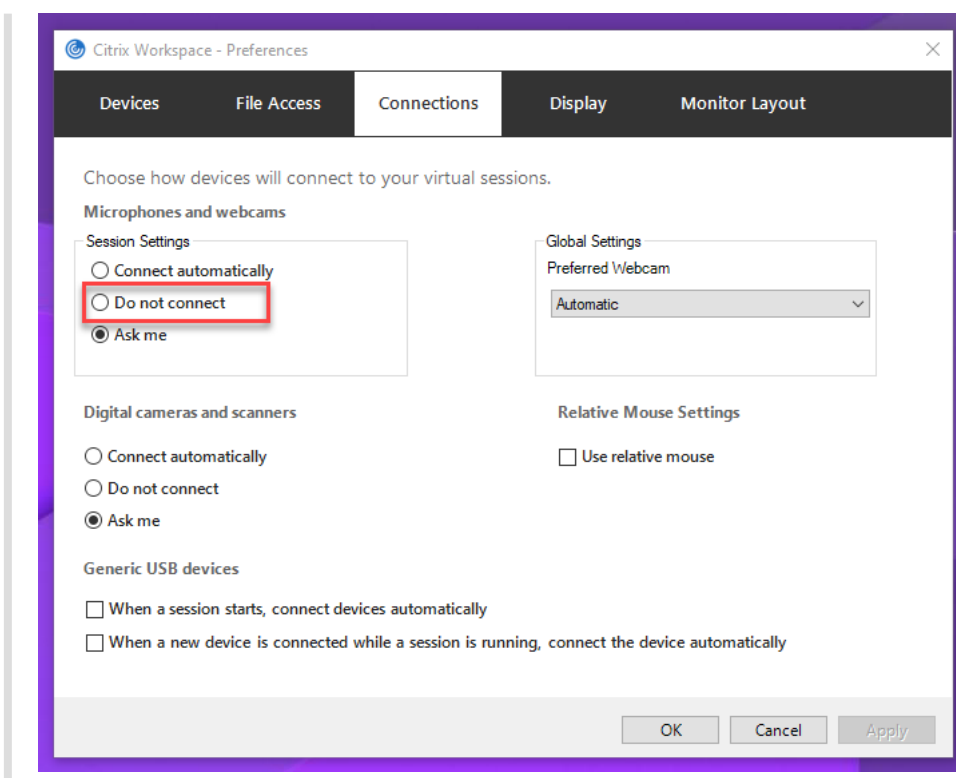 Citrix Workspace - Preferences
Devices File Access Connections Display Monitor Layout
Choose how devices will connect to your virtual sessions.
Microphones and webcams
Session Settings
Connect automatically
Do not connect
Ask me
Global Settings
Preferred Webcam
Automatic
Digital cameras and scanners
Connect automatically
Do not connect
Ask me
Relative Mouse Settings
Use relative mouse
Generic USB devices
When a session starts, connect devices automatically
When a new device is connected while a session is running, connect the device automatically
OK Cancel Apply